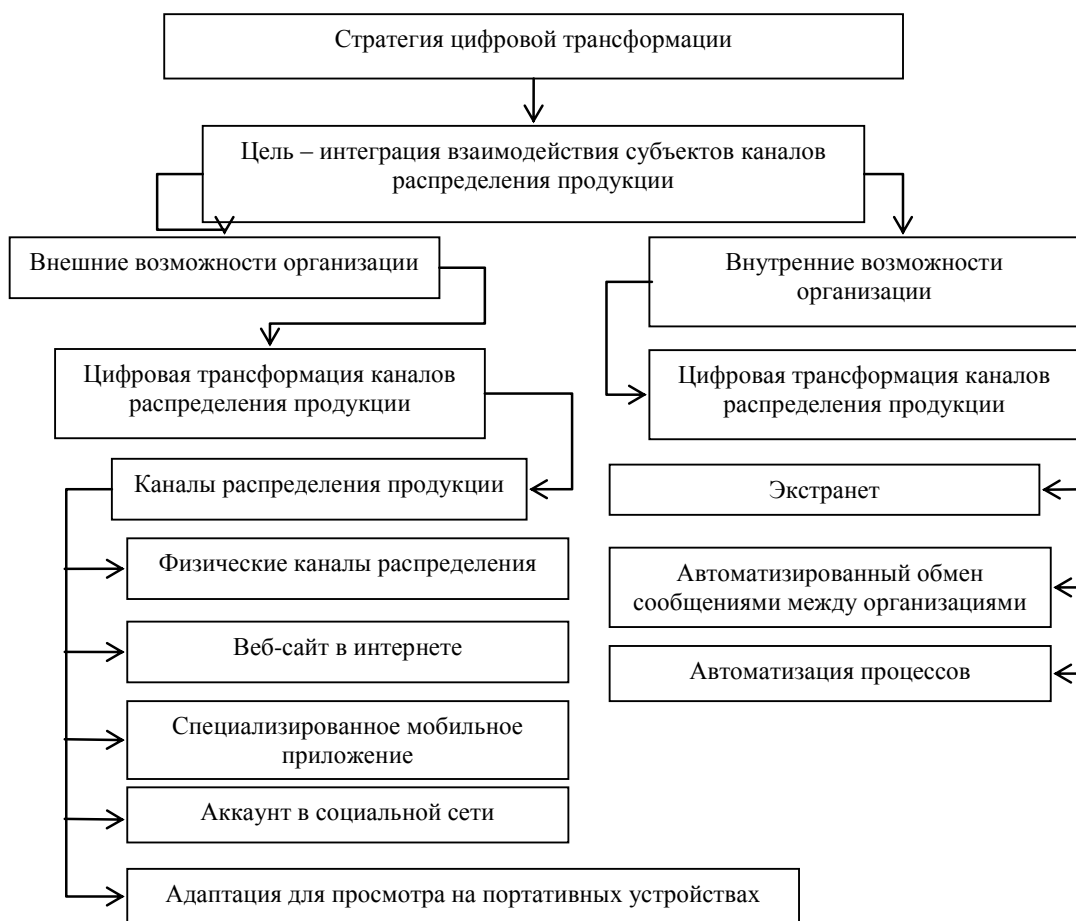 Стратегия цифровой трансформации
Цель – интеграция взаимодействия субъектов каналов
распределения продукции
Внешние возможности организации
Внутренние возможности
организации
Цифровая трансформация каналов
распределения продукции
Цифровая трансформация каналов
распределения продукции
Каналы распределения продукции
Экстранет
Физические каналы распределения
Автоматизированный обмен
сообщениями между организациями
Веб-сайт в интернете
Автоматизация процессов
Специализированное мобильное
приложение
Аккаунт в социальной сети
Адаптация для просмотра на портативных устройствах